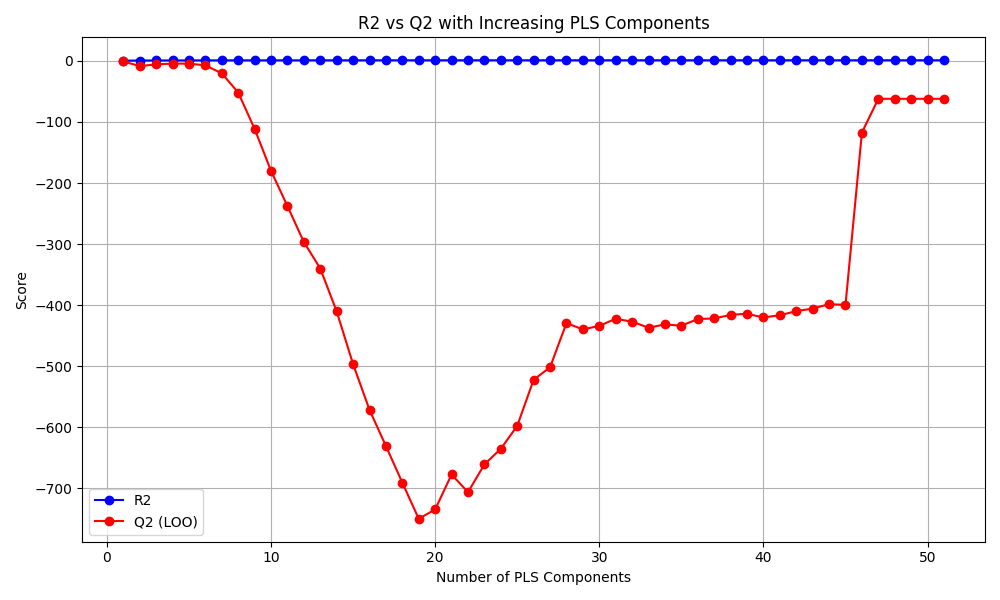 R2 vs Q2 with Increasing PLS Components
Score
0
−100
−200
−300
−400
−500
−600
−700
R2
Q2 (LOO)
0 10 20 30 40 50
Number of PLS Components